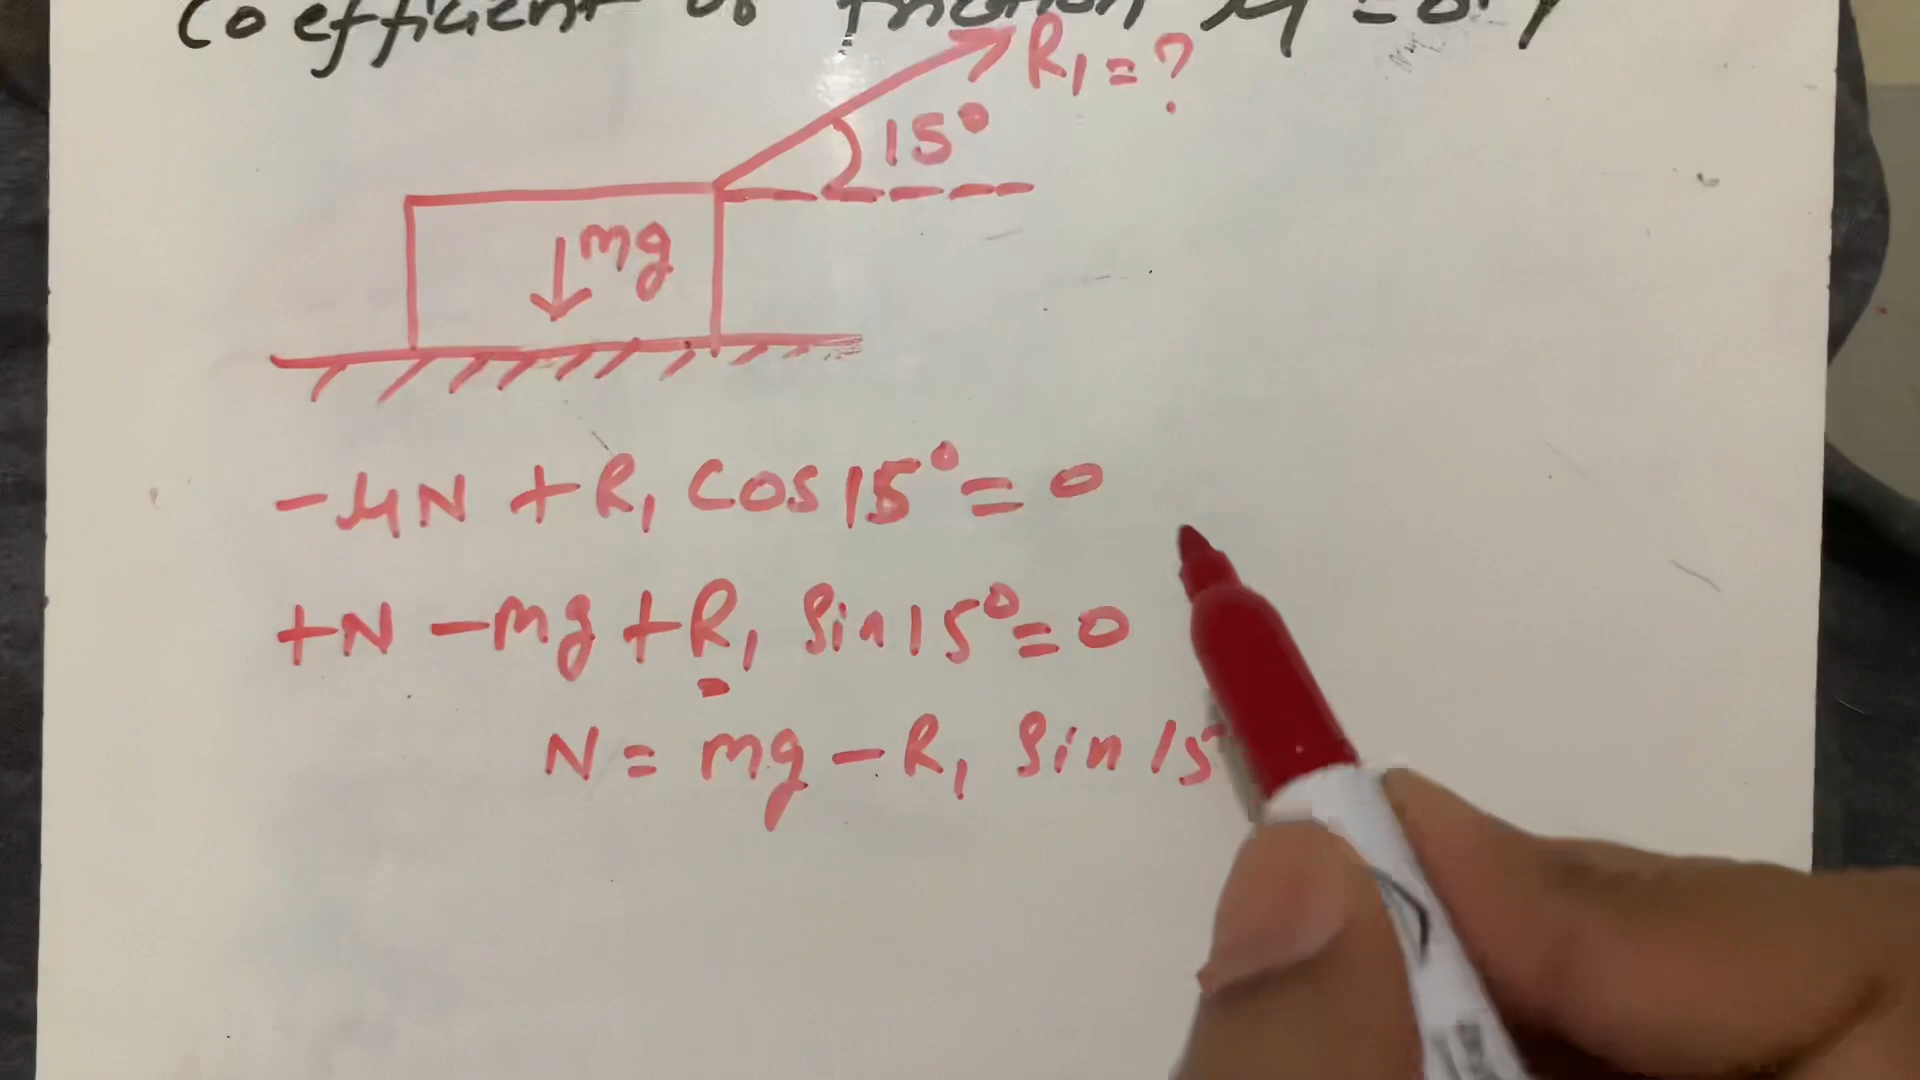 Coefficient of friction μ =
R₁ = ?
15°
mg
-μN + R₁ Cos 15° = 0
+N - mg + R₁ Sin 15° = 0
N = mg - R₁ Sin 15